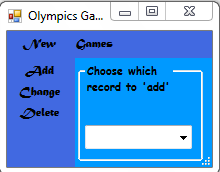 Olympics Ga...
New Games
Add
Change
Delete
Choose which
record to 'add'